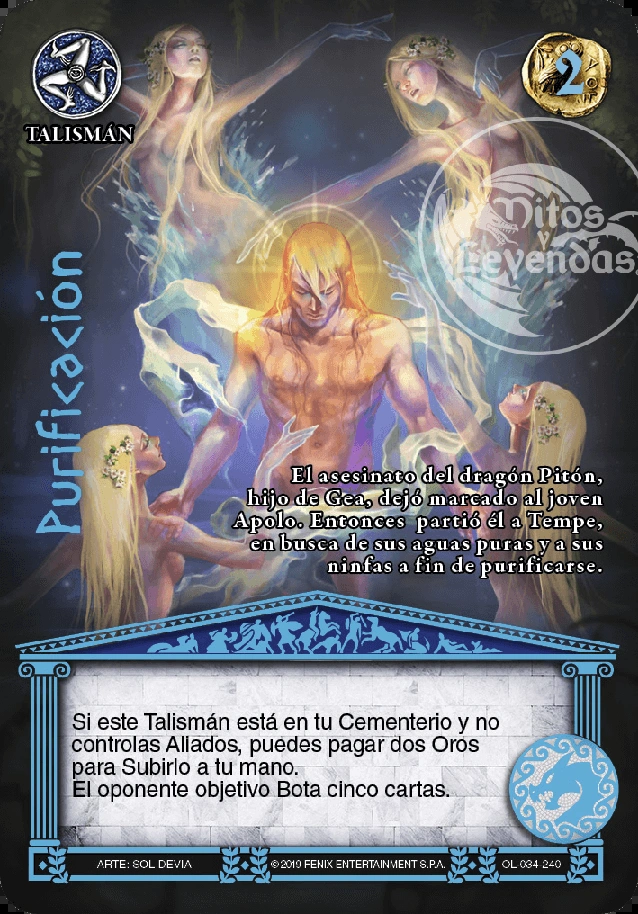 2
TALISMÁN
Mitos
y
Leyendas
Purificación
El asesinato del dragón Pitón,
hijo de Gea, dejó marcado al joven
Apolo. Entonces partió él a Tempe,
en busca de sus aguas puras y a sus
ninfas a fin de purificarse.
Si este Talismán está en tu Cementerio y no
controlas Aliados, puedes pagar dos Oros
para Subirlo a tu mano.
El oponente objetivo Bota cinco cartas.
ARTE: SOL DEVIA
©2019 FENIX ENTERTAINMENT S.P.A.
OL 034-240